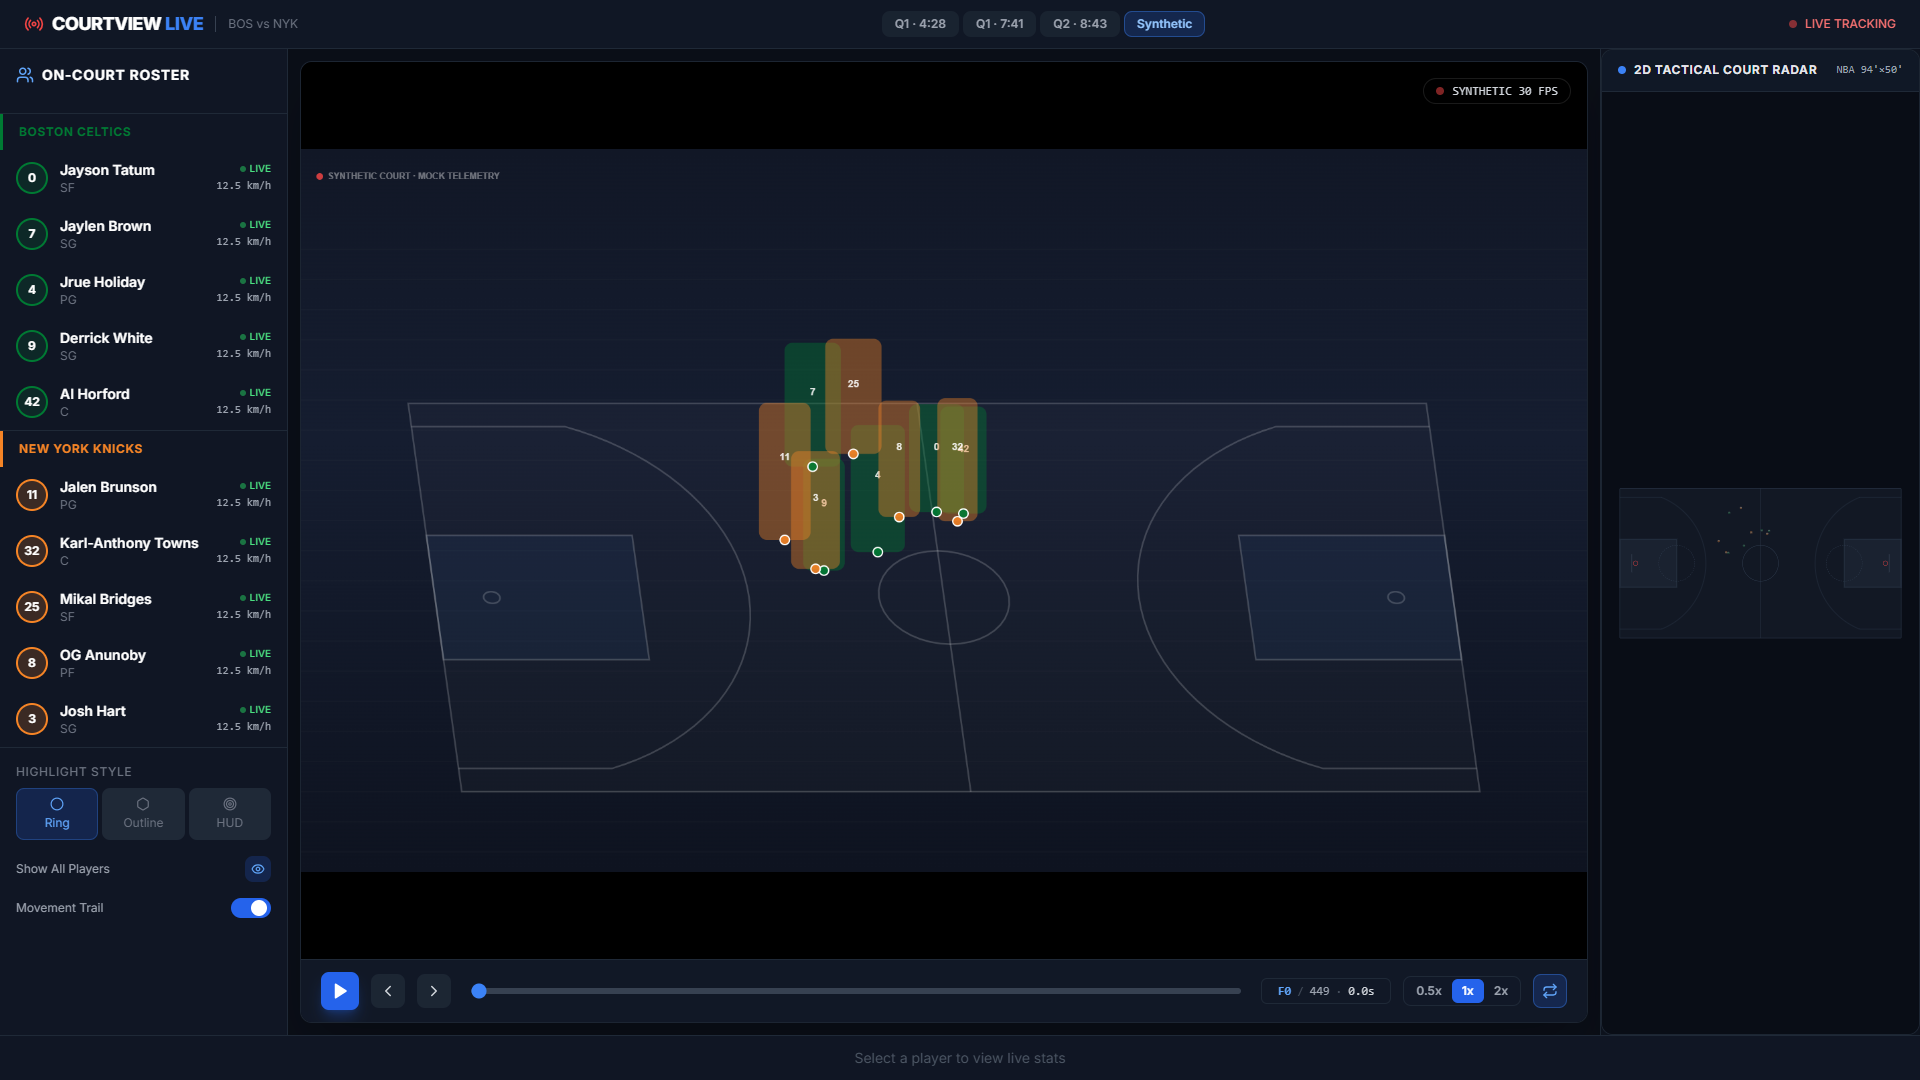 COURTVIEW LIVE
BOS vs NYK
Q1 · 4:28
Q1 · 7:41
Q2 · 8:43
Synthetic
LIVE TRACKING
ON-COURT ROSTER
BOSTON CELTICS
0
Jayson Tatum
SF
LIVE
12.5 km/h
7
Jaylen Brown
SG
LIVE
12.5 km/h
4
Jrue Holiday
PG
LIVE
12.5 km/h
9
Derrick White
SG
LIVE
12.5 km/h
42
Al Horford
C
LIVE
12.5 km/h
NEW YORK KNICKS
11
Jalen Brunson
PG
LIVE
12.5 km/h
32
Karl-Anthony Towns
C
LIVE
12.5 km/h
25
Mikal Bridges
SF
LIVE
12.5 km/h
8
OG Anunoby
PF
LIVE
12.5 km/h
3
Josh Hart
SG
LIVE
12.5 km/h
HIGHLIGHT STYLE
Ring
Outline
HUD
Show All Players
Movement Trail
SYNTHETIC 30 FPS
SYNTHETIC COURT · MOCK TELEMETRY
7
25
11
8
0
32
42
4
3
9
F0 / 449 · 0.0s
0.5x
1x
2x
2D TACTICAL COURT RADAR
NBA 94'×50'
Select a player to view live stats